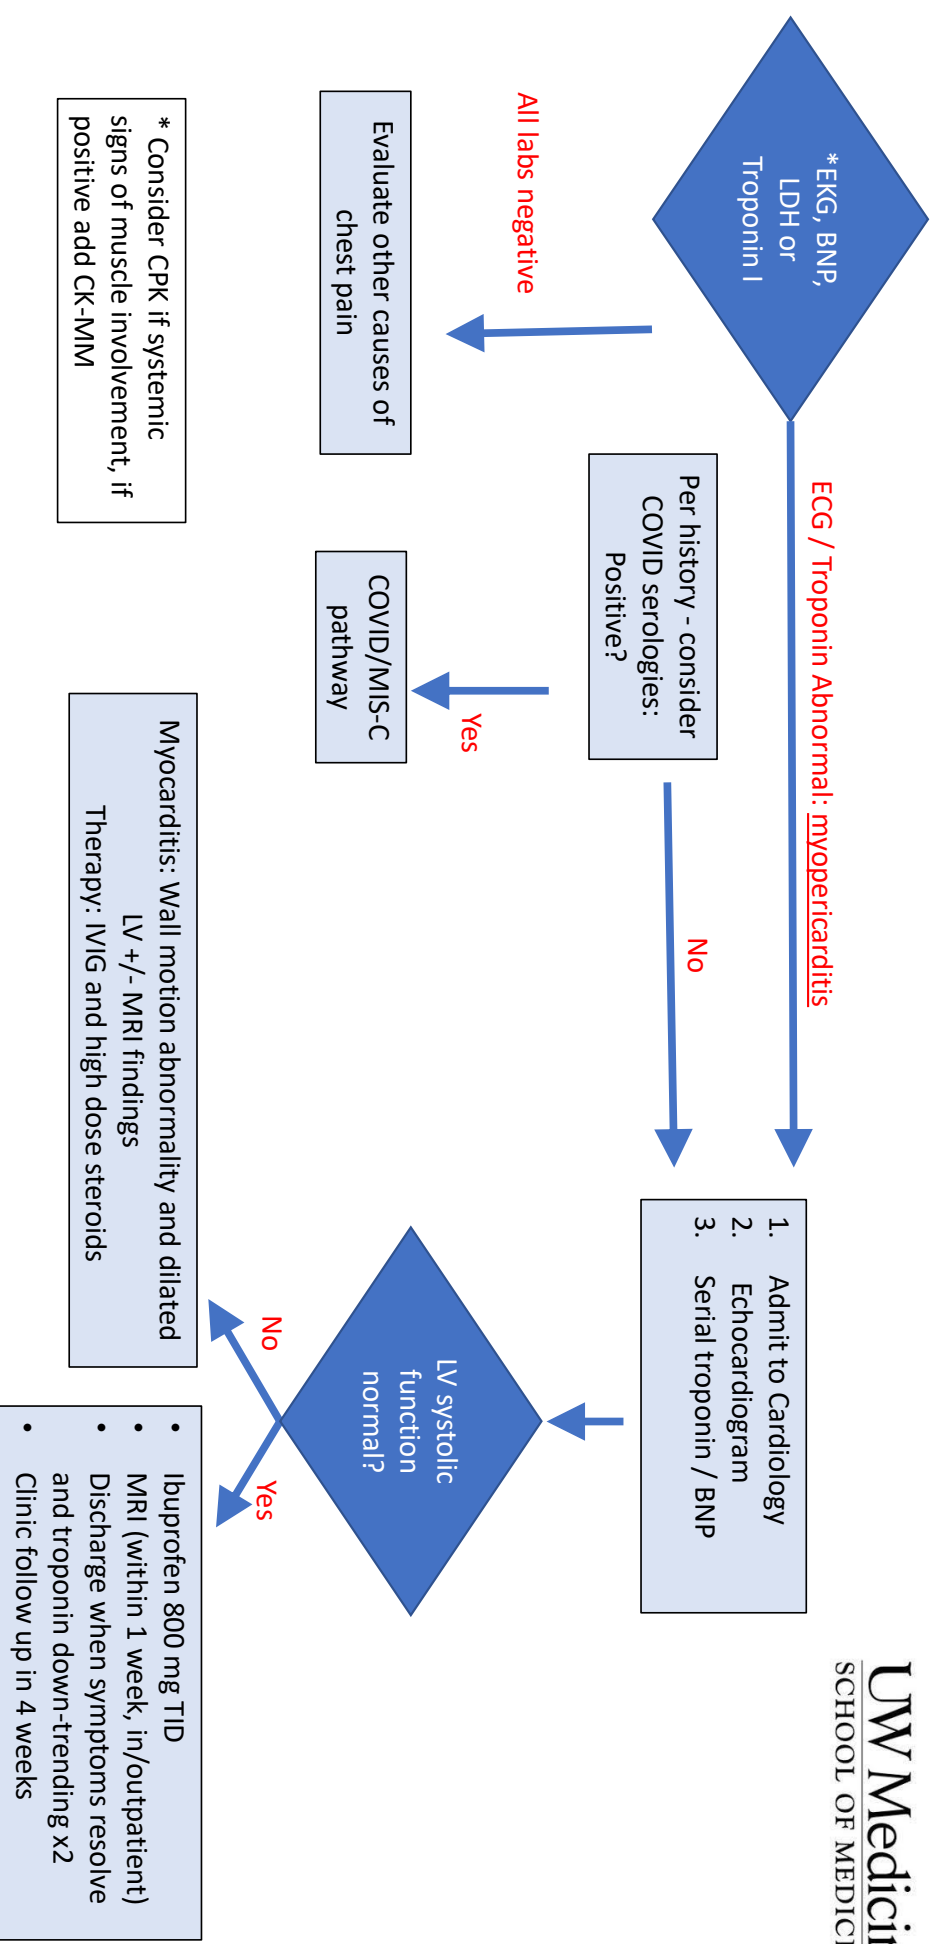 UW Medicin
SCHOOL OF MEDICI
*EKG, BNP,
LDH or
Troponin I
ECG / Troponin Abnormal: myopericarditis
1. Admit to Cardiology
2. Echocardiogram
3. Serial troponin / BNP
All labs negative
Per history - consider
COVID serologies:
Positive?
No
Yes
Evaluate other causes of
chest pain
COVID/MIS-C
pathway
LV systolic
function
normal?
No
Yes
* Consider CPK if systemic
signs of muscle involvement, if
positive add CK-MM
Myocarditis: Wall motion abnormality and dilated
LV +/- MRI findings
Therapy: IVIG and high dose steroids
• Ibuprofen 800 mg TID
• MRI (within 1 week, in/outpatient)
• Discharge when symptoms resolve
and troponin down-trending x2
• Clinic follow up in 4 weeks